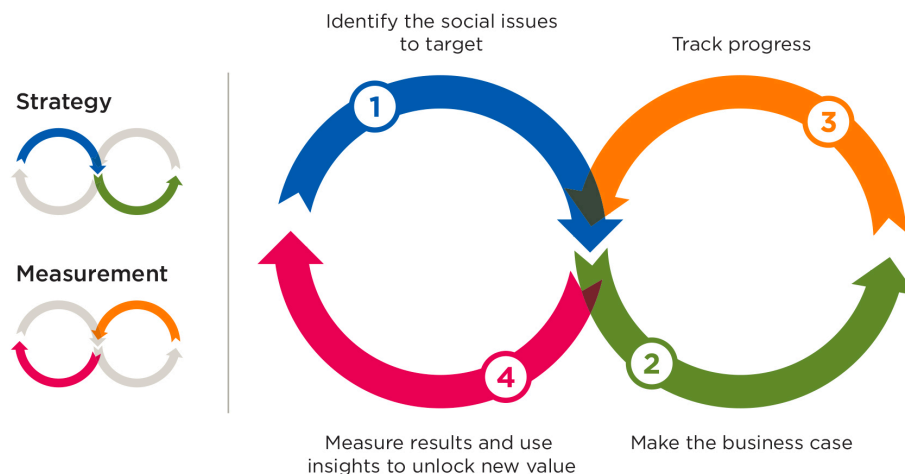 Identify the social issues
to target
Track progress
Strategy
1
3
Measurement
4
2
Measure results and use
insights to unlock new value
Make the business case